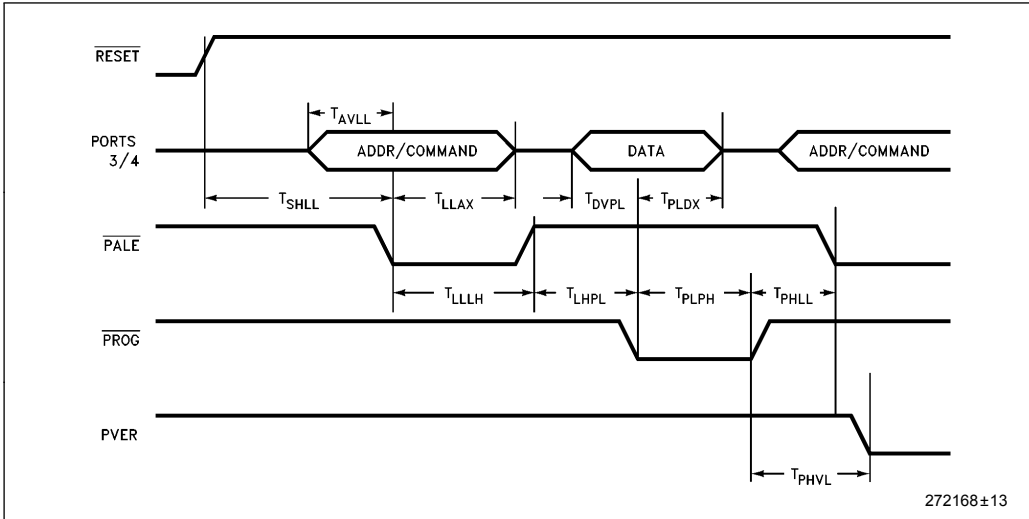 RESET
T_AVLL
PORTS
3/4
ADDR/COMMAND DATA ADDR/COMMAND
T_SHLL T_LLAX T_DVPL T_PLDX
PALE
T_LLLH T_LHPL T_PLPH T_PHLL
PROG
PVER
T_PHVL
272168±13